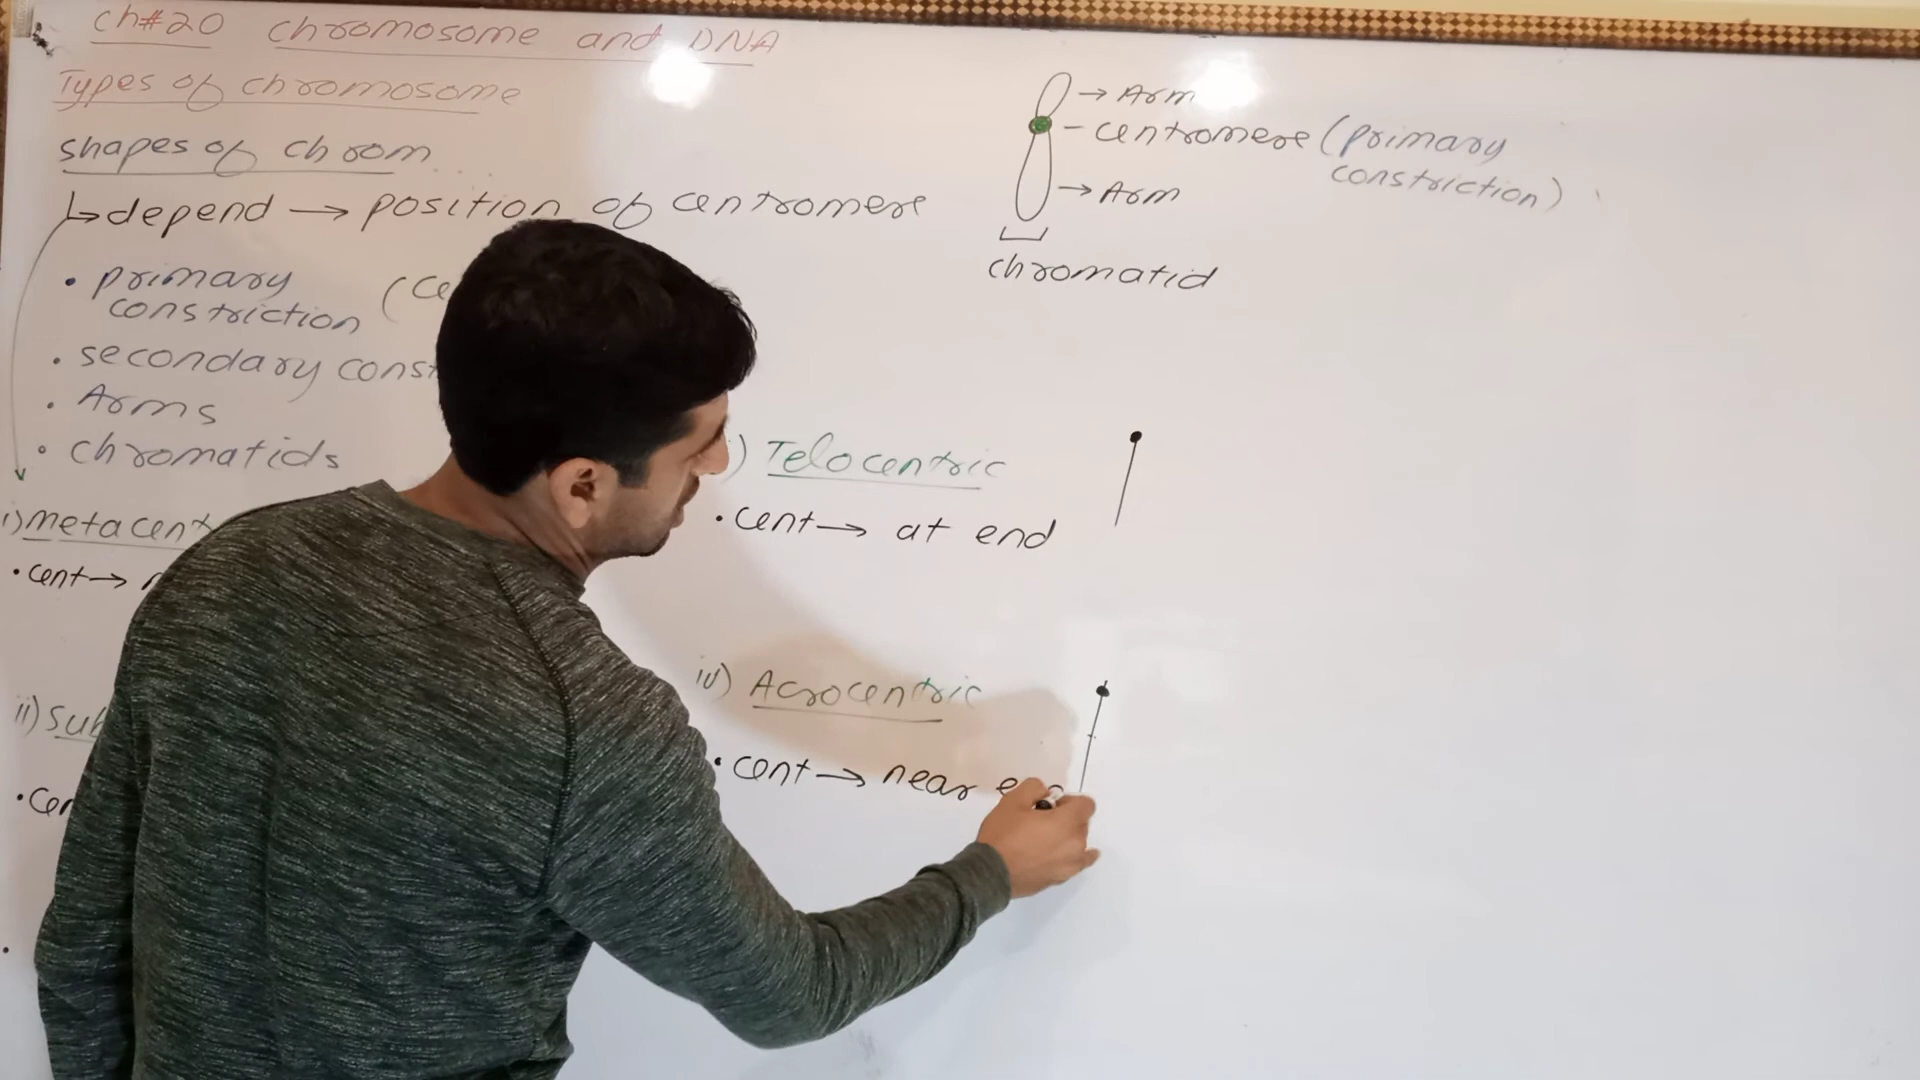 Ch#20 Chromosome and DNA
Types of chromosome
shapes of chrom....
↳depend → position of centromere
• primary
constriction (Ce
• secondary const
• Arms
• chromatids
i) metacent
• cent →
ii) Sub
• Cen
) Telocentric
• cent → at end
iv) Acrocentric
• cent → near e
→ Arm
- centromere (primary
constriction)
→ Arm
chromatid